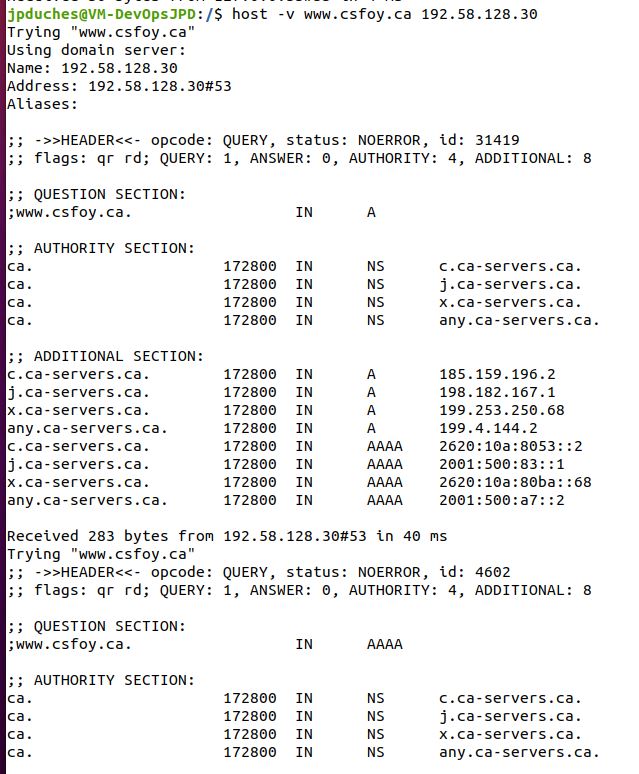 jpduches@VM-DevOpsJPD:/$ host -v www.csfoy.ca 192.58.128.30
Trying "www.csfoy.ca"
Using domain server:
Name: 192.58.128.30
Address: 192.58.128.30#53
Aliases:

;; ->>HEADER<<- opcode: QUERY, status: NOERROR, id: 31419
;; flags: qr rd; QUERY: 1, ANSWER: 0, AUTHORITY: 4, ADDITIONAL: 8

;; QUESTION SECTION:
;www.csfoy.ca. IN A

;; AUTHORITY SECTION:
ca. 172800 IN NS c.ca-servers.ca.
ca. 172800 IN NS j.ca-servers.ca.
ca. 172800 IN NS x.ca-servers.ca.
ca. 172800 IN NS any.ca-servers.ca.

;; ADDITIONAL SECTION:
c.ca-servers.ca. 172800 IN A 185.159.196.2
j.ca-servers.ca. 172800 IN A 198.182.167.1
x.ca-servers.ca. 172800 IN A 199.253.250.68
any.ca-servers.ca. 172800 IN A 199.4.144.2
c.ca-servers.ca. 172800 IN AAAA 2620:10a:8053::2
j.ca-servers.ca. 172800 IN AAAA 2001:500:83::1
x.ca-servers.ca. 172800 IN AAAA 2620:10a:80ba::68
any.ca-servers.ca. 172800 IN AAAA 2001:500:a7::2

Received 283 bytes from 192.58.128.30#53 in 40 ms
Trying "www.csfoy.ca"
;; ->>HEADER<<- opcode: QUERY, status: NOERROR, id: 4602
;; flags: qr rd; QUERY: 1, ANSWER: 0, AUTHORITY: 4, ADDITIONAL: 8

;; QUESTION SECTION:
;www.csfoy.ca. IN AAAA

;; AUTHORITY SECTION:
ca. 172800 IN NS c.ca-servers.ca.
ca. 172800 IN NS j.ca-servers.ca.
ca. 172800 IN NS x.ca-servers.ca.
ca. 172800 IN NS any.ca-servers.ca.